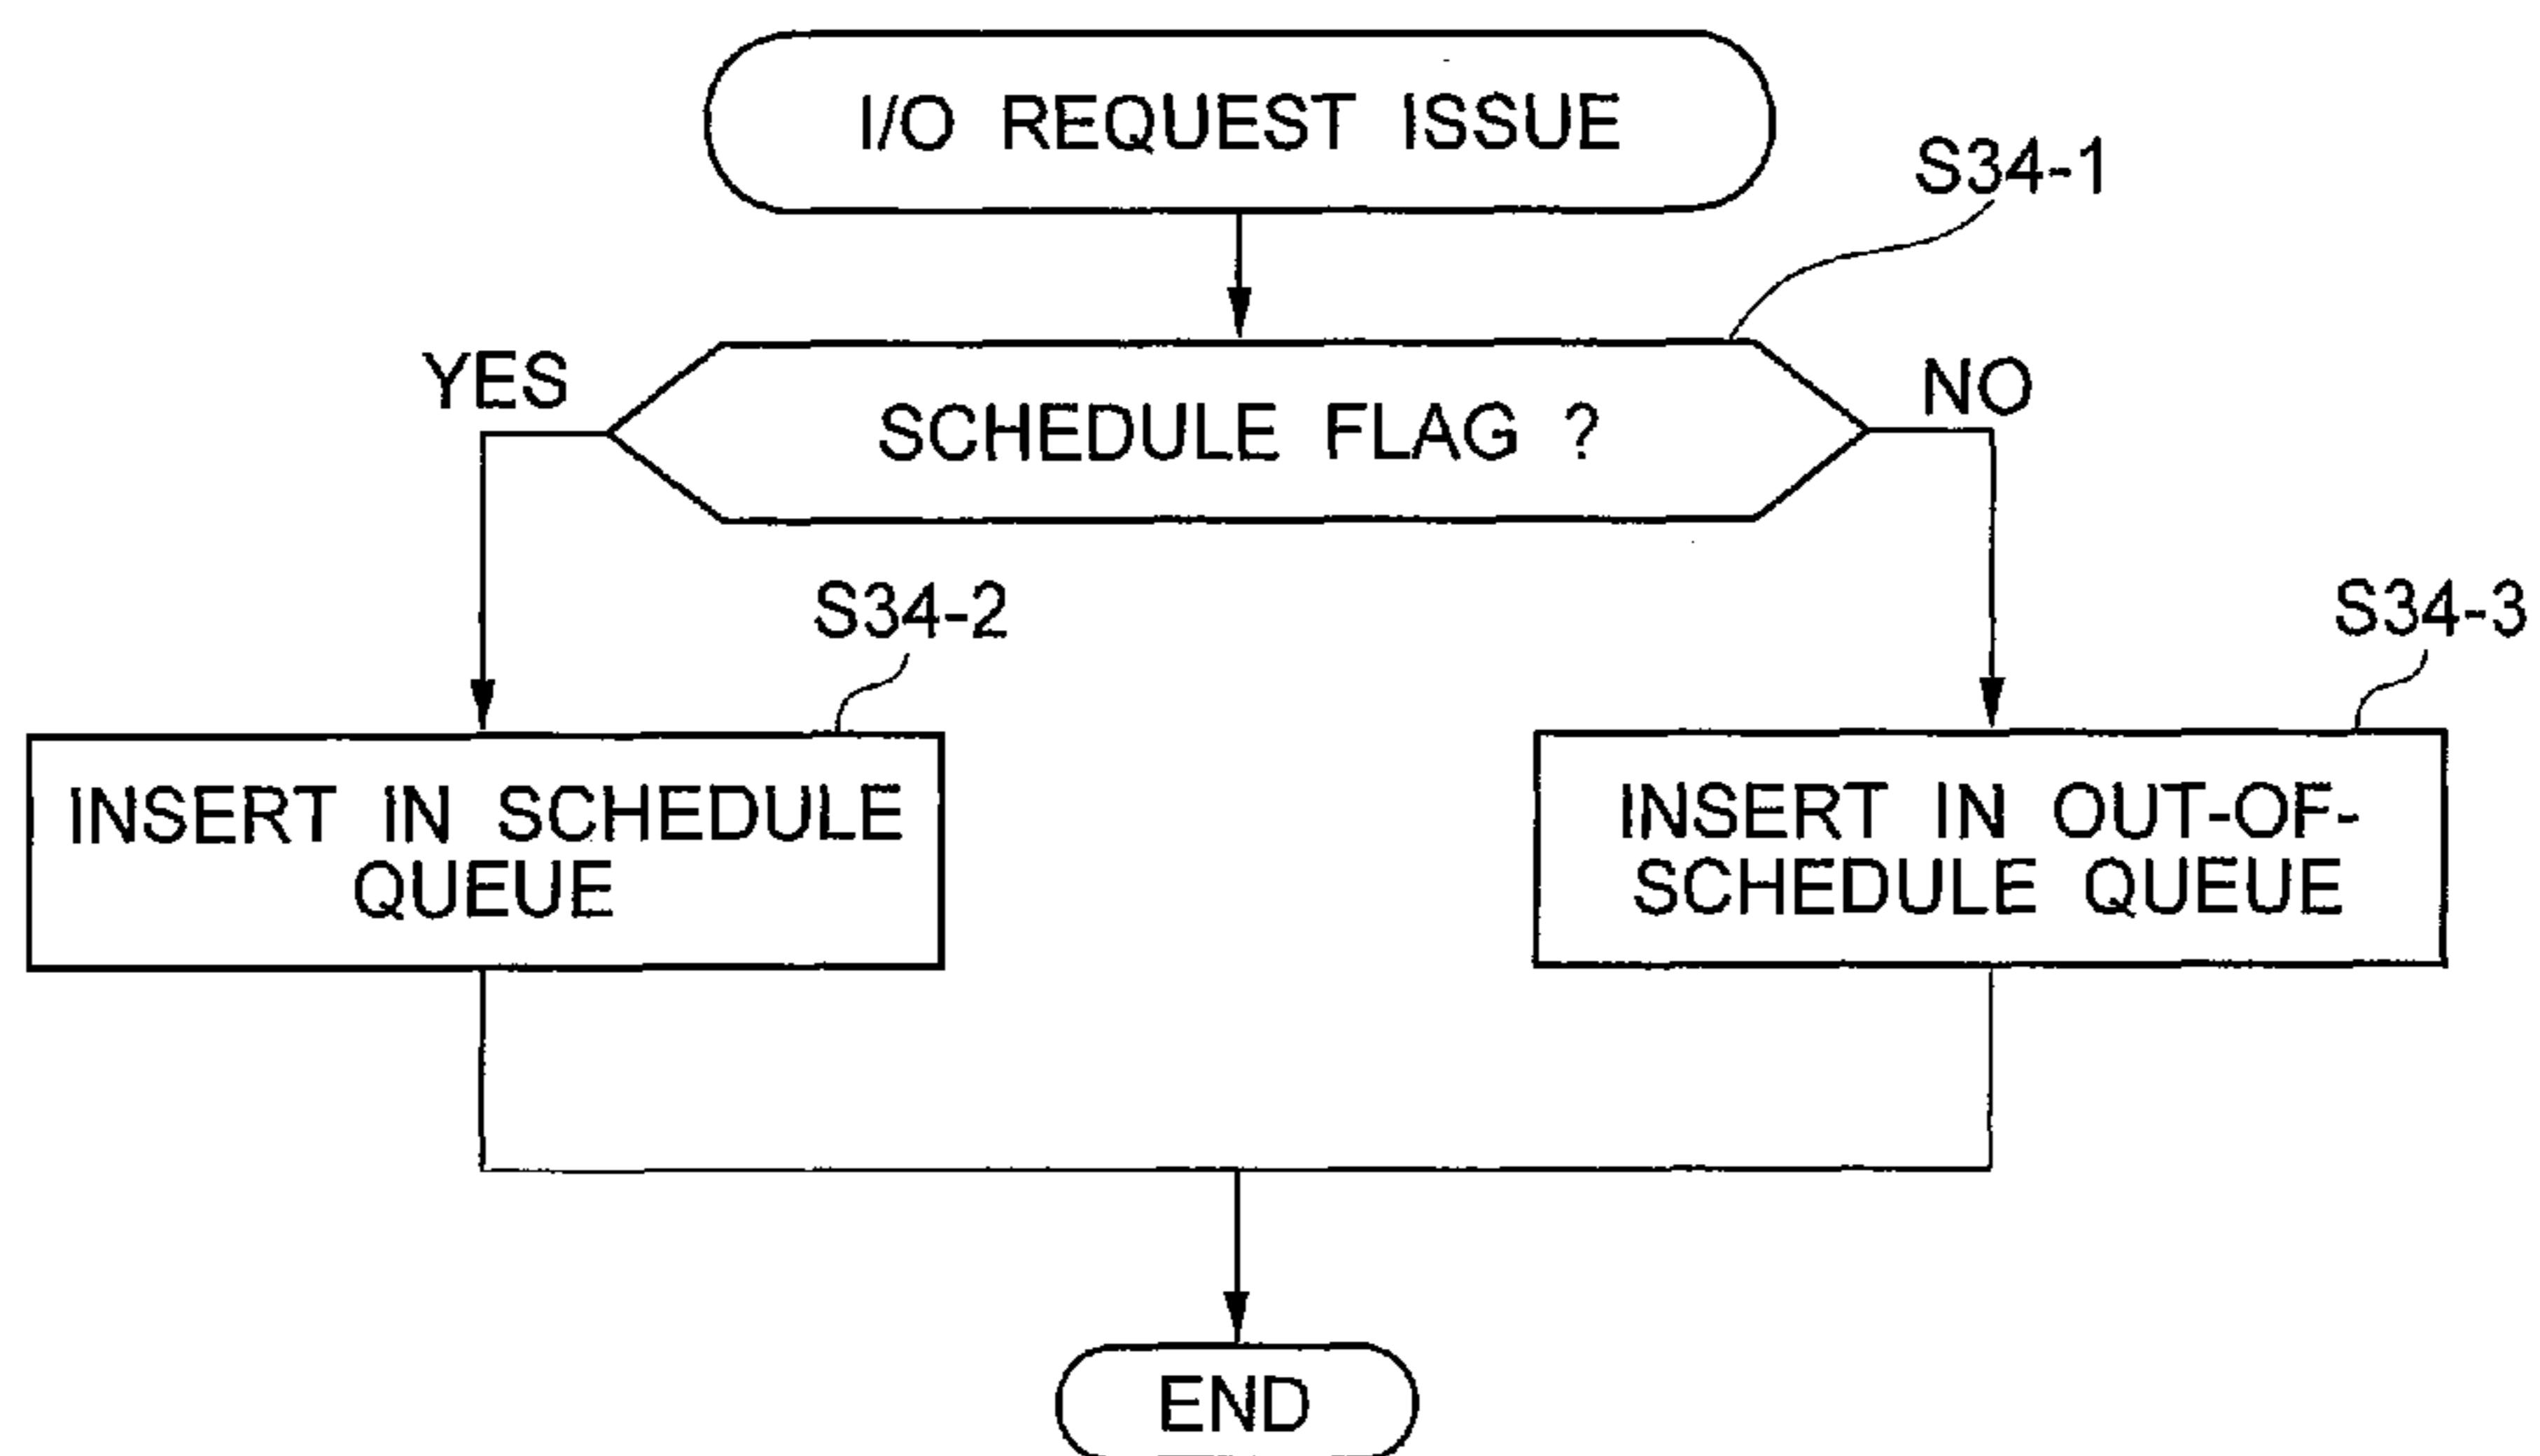 I/O REQUEST ISSUE
S34-1
YES
NO
SCHEDULE FLAG ?
S34-2
S34-3
INSERT IN SCHEDULE
QUEUE
INSERT IN OUT-OF-
SCHEDULE QUEUE
END